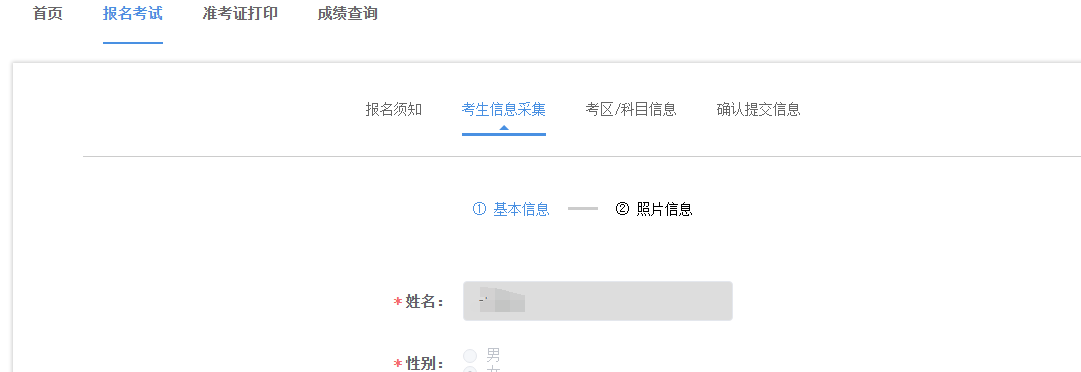 首页 报名考试 准考证打印 成绩查询
报名须知 考生信息采集 考区/科目信息 确认提交信息
① 基本信息 ② 照片信息
*姓名：
*性别： 男
女